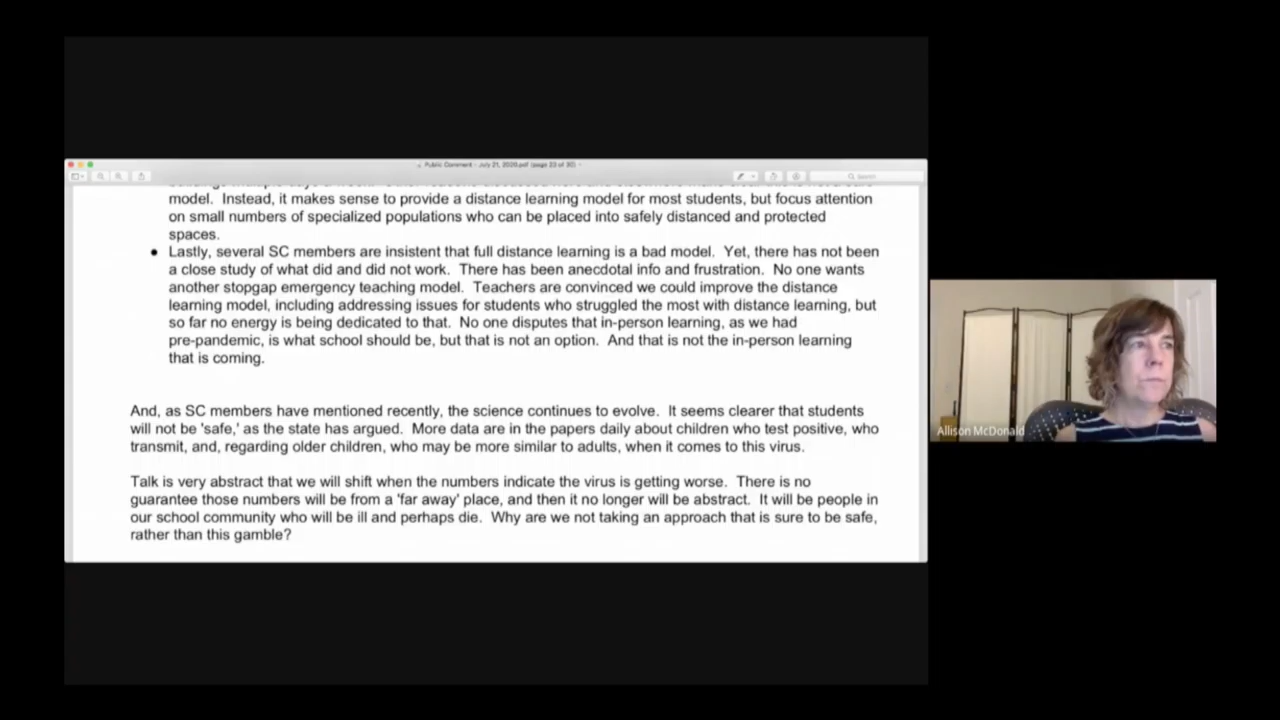 Public Comment - July 21, 2020.pdf (page 23 of 30)
Search
model. Instead, it makes sense to provide a distance learning model for most students, but focus attention
on small numbers of specialized populations who can be placed into safely distanced and protected
spaces.
● Lastly, several SC members are insistent that full distance learning is a bad model. Yet, there has not been
a close study of what did and did not work. There has been anecdotal info and frustration. No one wants
another stopgap emergency teaching model. Teachers are convinced we could improve the distance
learning model, including addressing issues for students who struggled the most with distance learning, but
so far no energy is being dedicated to that. No one disputes that in-person learning, as we had
pre-pandemic, is what school should be, but that is not an option. And that is not the in-person learning
that is coming.
And, as SC members have mentioned recently, the science continues to evolve. It seems clearer that students
will not be 'safe,' as the state has argued. More data are in the papers daily about children who test positive, who
transmit, and, regarding older children, who may be more similar to adults, when it comes to this virus.
Talk is very abstract that we will shift when the numbers indicate the virus is getting worse. There is no
guarantee those numbers will be from a 'far away' place, and then it no longer will be abstract. It will be people in
our school community who will be ill and perhaps die. Why are we not taking an approach that is sure to be safe,
rather than this gamble?
Allison McDonald